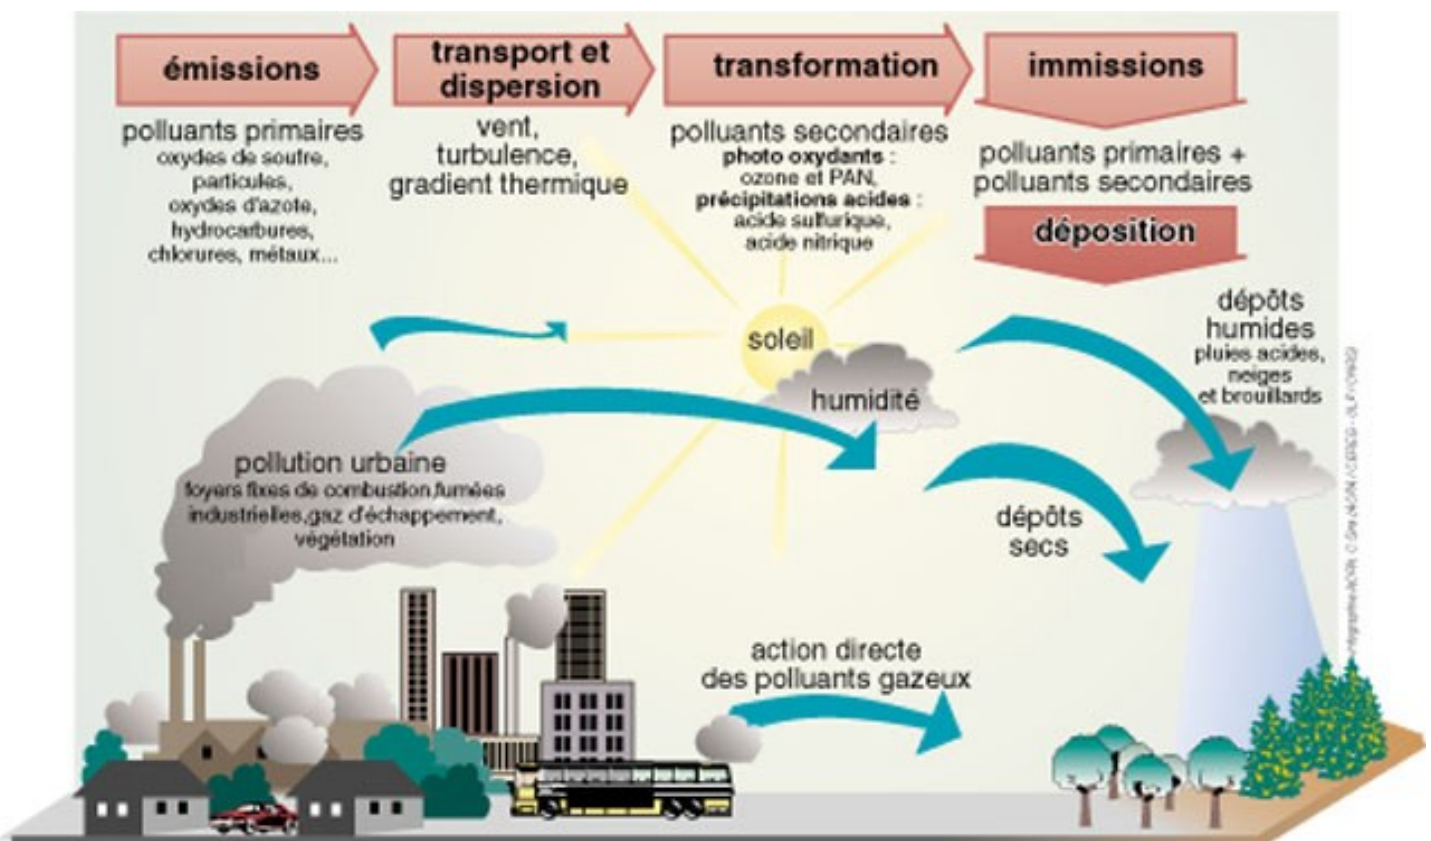 émissions
polluants primaires
oxydes de soufre,
particules,
oxydes d'azote,
hydrocarbures,
chlorures, métaux...
transport et
dispersion
vent,
turbulence,
gradient thermique
transformation
polluants secondaires
photo oxydants :
ozone et PAN,
précipitations acides :
acide sulfurique,
acide nitrique
immissions
polluants primaires +
polluants secondaires
déposition
dépôts
humides
pluies acides,
neiges
et brouillards
soleil
humidité
pollution urbaine
foyers fixes de combustion,fumées
industrielles,gaz d'échappement,
végétation
dépôts
secs
action directe
des polluants gazeux